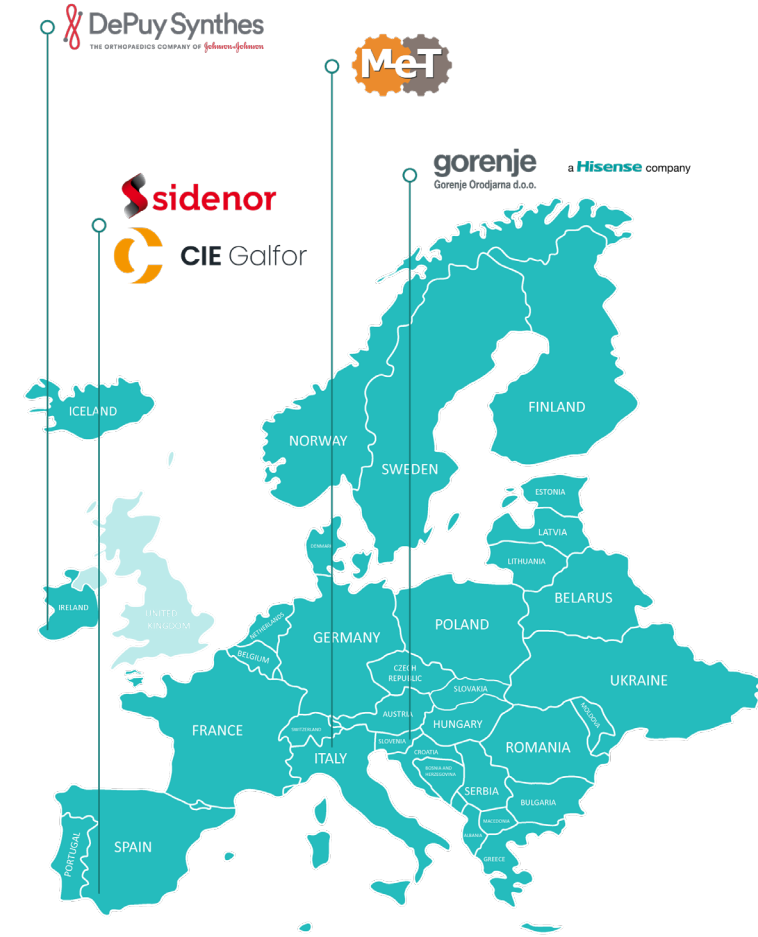 DePuy Synthes
THE ORTHOPAEDICS COMPANY OF Johnson & Johnson
MeT
gorenje
Gorenje Orodjarna d.o.o.
a Hisense company
sidenor
CIE Galfor
ICELAND
NORWAY
SWEDEN
FINLAND
ESTONIA
LATVIA
LITHUANIA
DENMARK
BELARUS
IRELAND
UNITED
KINGDOM
NETHERLANDS
BELGIUM
GERMANY
POLAND
CZECH
REPUBLIC
SLOVAKIA
UKRAINE
FRANCE
SWITZERLAND
AUSTRIA
HUNGARY
MOLDOVA
ITALY
SLOVENIA
CROATIA
ROMANIA
BOSNIA AND
HERZEGOVINA
SERBIA
BULGARIA
MACEDONIA
ALBANIA
GREECE
PORTUGAL
SPAIN